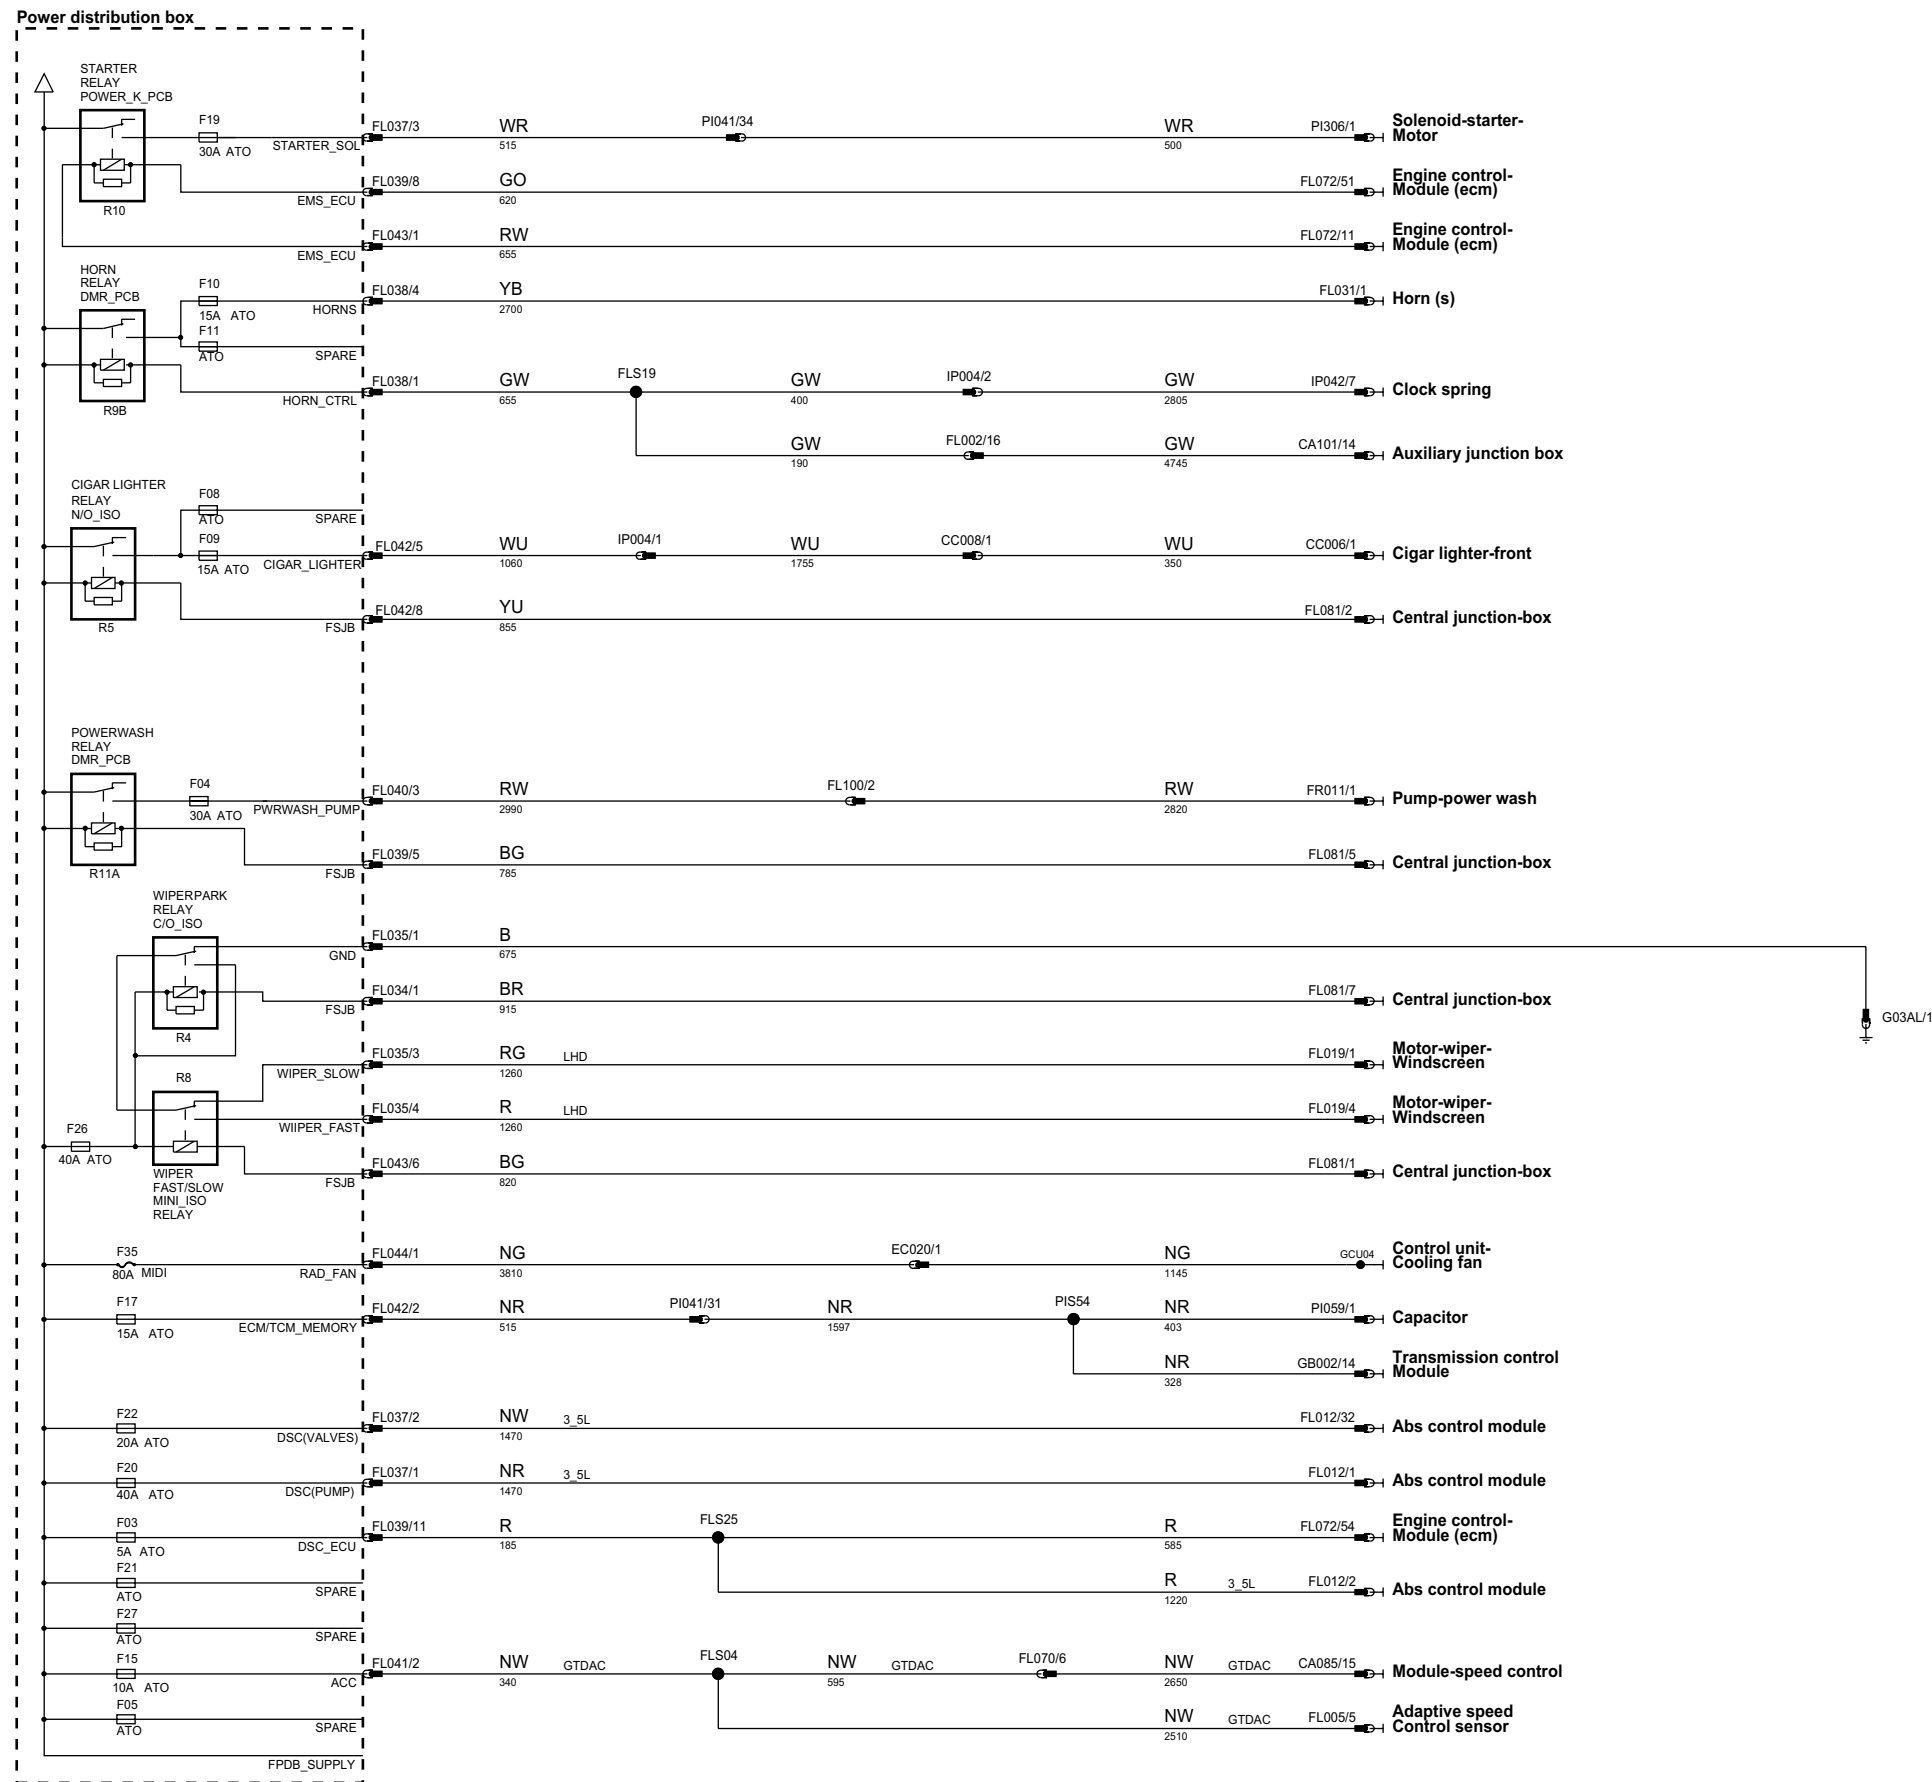 Power distribution box
STARTER
RELAY
POWER_K_PCB
F19
30A ATO
STARTER_SOL
FL037/3
WR
515
PI041/34
WR
500
PI306/1
Solenoid-starter-
Motor
R10
EMS_ECU
FL039/8
GO
620
FL072/51
Engine control-
Module (ecm)
EMS_ECU
FL043/1
RW
655
FL072/11
Engine control-
Module (ecm)
HORN
RELAY
DMR_PCB
F10
15A ATO
HORNS
FL038/4
YB
2700
FL031/1
Horn (s)
F11
ATO
SPARE
R9B
HORN_CTRL
FL038/1
GW
655
FLS19
GW
400
IP004/2
GW
2805
IP042/7
Clock spring
GW
190
FL002/16
GW
4745
CA101/14
Auxiliary junction box
CIGAR LIGHTER
RELAY
N/O_ISO
F08
ATO
SPARE
F09
15A ATO
CIGAR_LIGHTER
FL042/5
WU
1060
IP004/1
WU
1755
CC008/1
WU
350
CC006/1
Cigar lighter-front
R5
FSJB
FL042/8
YU
855
FL081/2
Central junction-box
POWERWASH
RELAY
DMR_PCB
F04
30A ATO
PWRWASH_PUMP
FL040/3
RW
2990
FL100/2
RW
2820
FR011/1
Pump-power wash
R11A
FSJB
FL039/5
BG
785
FL081/5
Central junction-box
WIPERPARK
RELAY
C/O_ISO
GND
FL035/1
B
675
G03AL/1
R4
FSJB
FL034/1
BR
915
FL081/7
Central junction-box
R8
WIPER_SLOW
FL035/3
RG
LHD
1260
FL019/1
Motor-wiper-
Windscreen
WIIPER_FAST
FL035/4
R
LHD
1260
FL019/4
Motor-wiper-
Windscreen
F26
40A ATO
WIPER
FAST/SLOW
MINI_ISO
RELAY
FSJB
FL043/6
BG
820
FL081/1
Central junction-box
F35
80A MIDI
RAD_FAN
FL044/1
NG
3810
EC020/1
NG
1145
GCU04
Control unit-
Cooling fan
F17
15A ATO
ECM/TCM_MEMORY
FL042/2
NR
515
PI041/31
NR
1597
PIS54
NR
403
PI059/1
Capacitor
NR
328
GB002/14
Transmission control
Module
F22
20A ATO
DSC(VALVES)
FL037/2
NW
3_5L
1470
FL012/32
Abs control module
F20
40A ATO
DSC(PUMP)
FL037/1
NR
3_5L
1470
FL012/1
Abs control module
F03
5A ATO
DSC_ECU
FL039/11
R
185
FLS25
R
585
FL072/54
Engine control-
Module (ecm)
F21
ATO
SPARE
R
3_5L
1220
FL012/2
Abs control module
F27
ATO
SPARE
F15
10A ATO
ACC
FL041/2
NW
GTDAC
340
FLS04
NW
GTDAC
595
FL070/6
NW
GTDAC
2650
CA085/15
Module-speed control
F05
ATO
SPARE
NW
GTDAC
2510
FL005/5
Adaptive speed
Control sensor
FPDB_SUPPLY